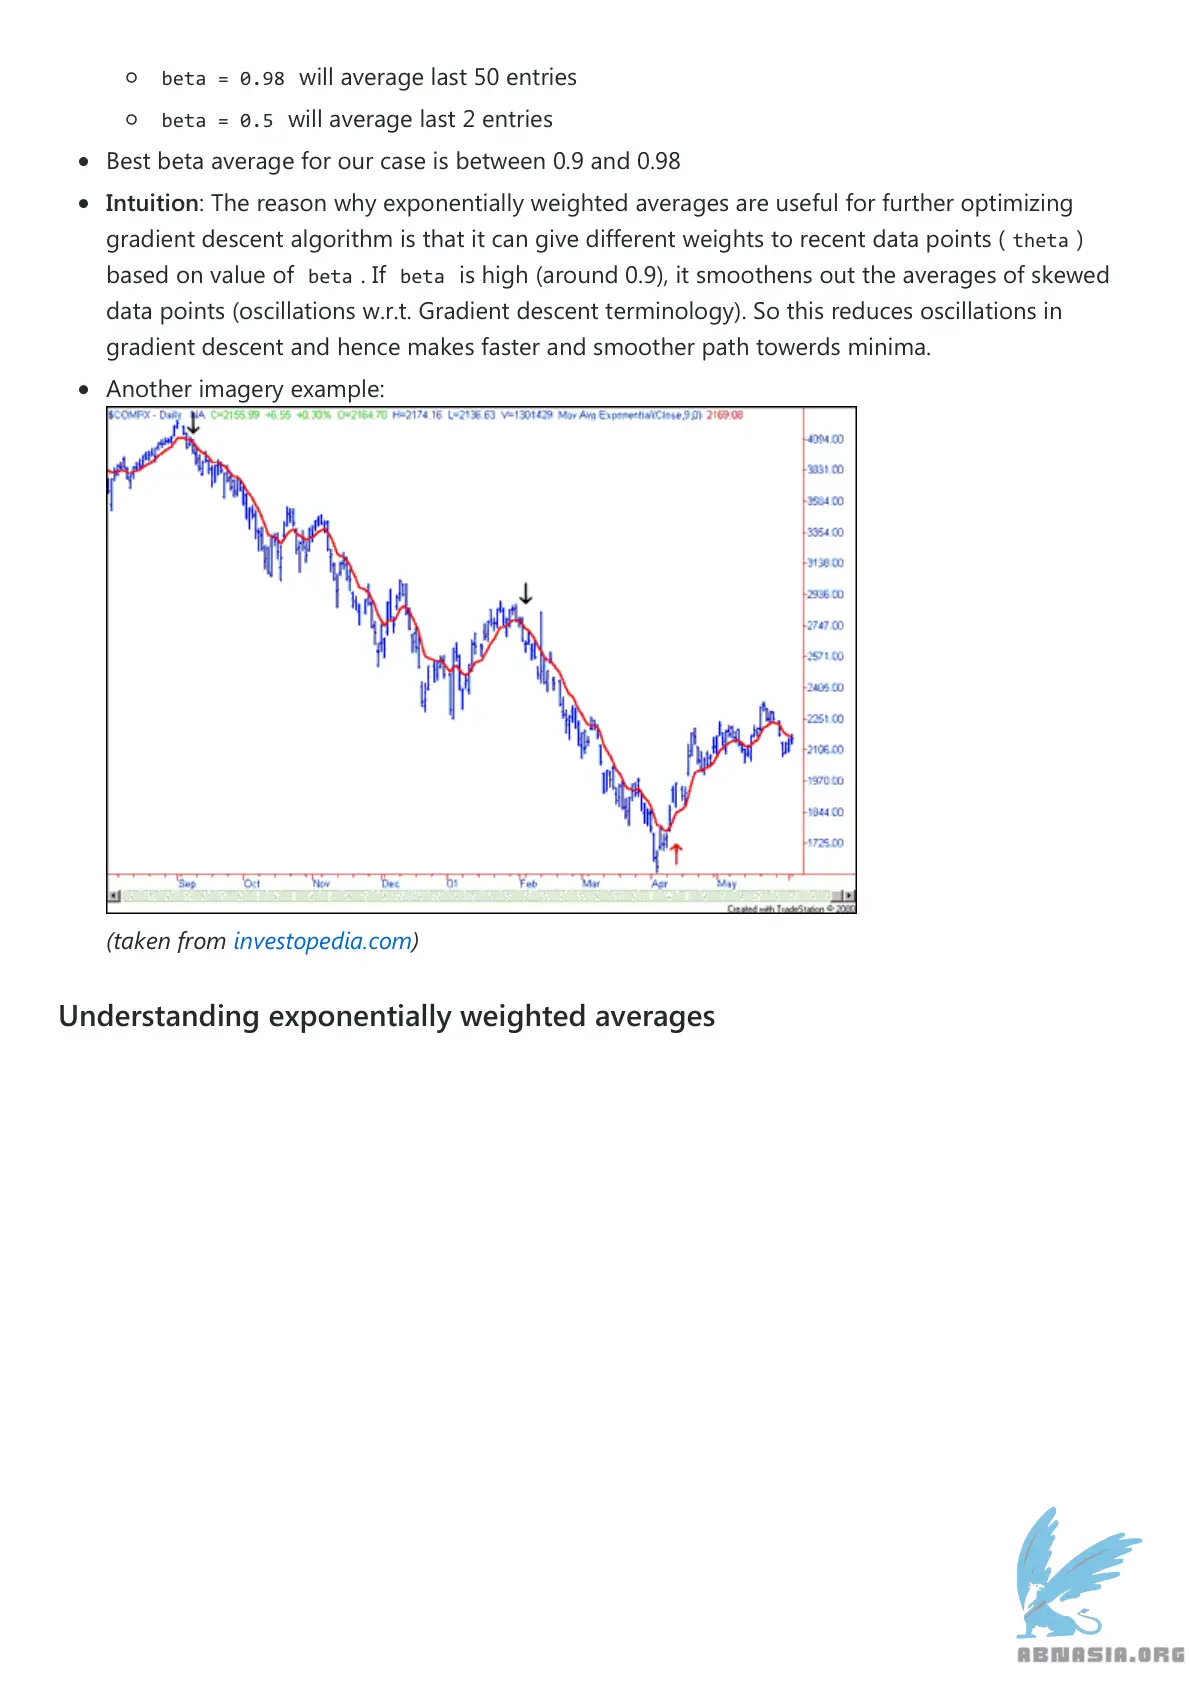 beta = 0.98 will average last 50 entries
beta = 0.5 will average last 2 entries
Best beta average for our case is between 0.9 and 0.98
Intuition: The reason why exponentially weighted averages are useful for further optimizing
gradient descent algorithm is that it can give different weights to recent data points ( theta )
based on value of beta . If beta is high (around 0.9), it smoothens out the averages of skewed
data points (oscillations w.r.t. Gradient descent terminology). So this reduces oscillations in
gradient descent and hence makes faster and smoother path towerds minima.
Another imagery example:
$COMPX - Daily NA C=2155.99 +6.55 +0.30% O=2164.70 H=2174.16 L=2136.63 V=1301429 Mov Avg Exponential(Close,9,0) 2169.08
4094.00
3831.00
3584.00
3354.00
3138.00
2936.00
2747.00
2571.00
2405.00
2251.00
2106.00
1970.00
1844.00
1725.00
Sep Oct Nov Dec 01 Feb Mar Apr May
Created with TradeStation © 2000
(taken from investopedia.com)
Understanding exponentially weighted averages
ABNASIA.ORG